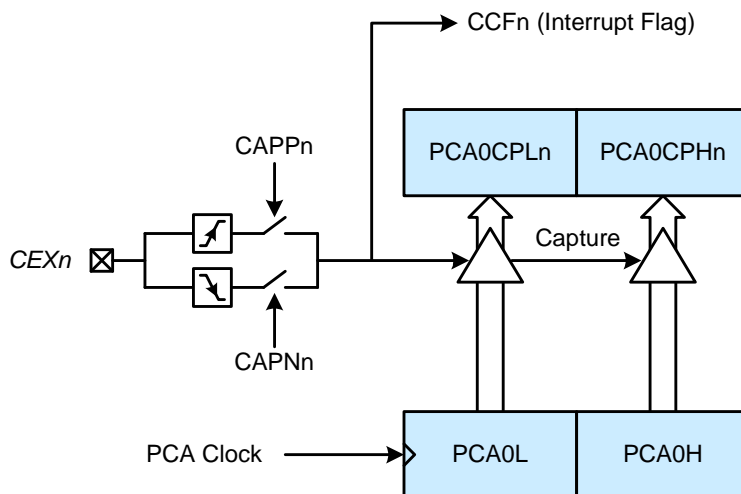 CCFn (Interrupt Flag)
PCA0CPLn
PCA0CPHn
CAPPn
Capture
CEXn
CAPNn
PCA Clock
PCA0L
PCA0H